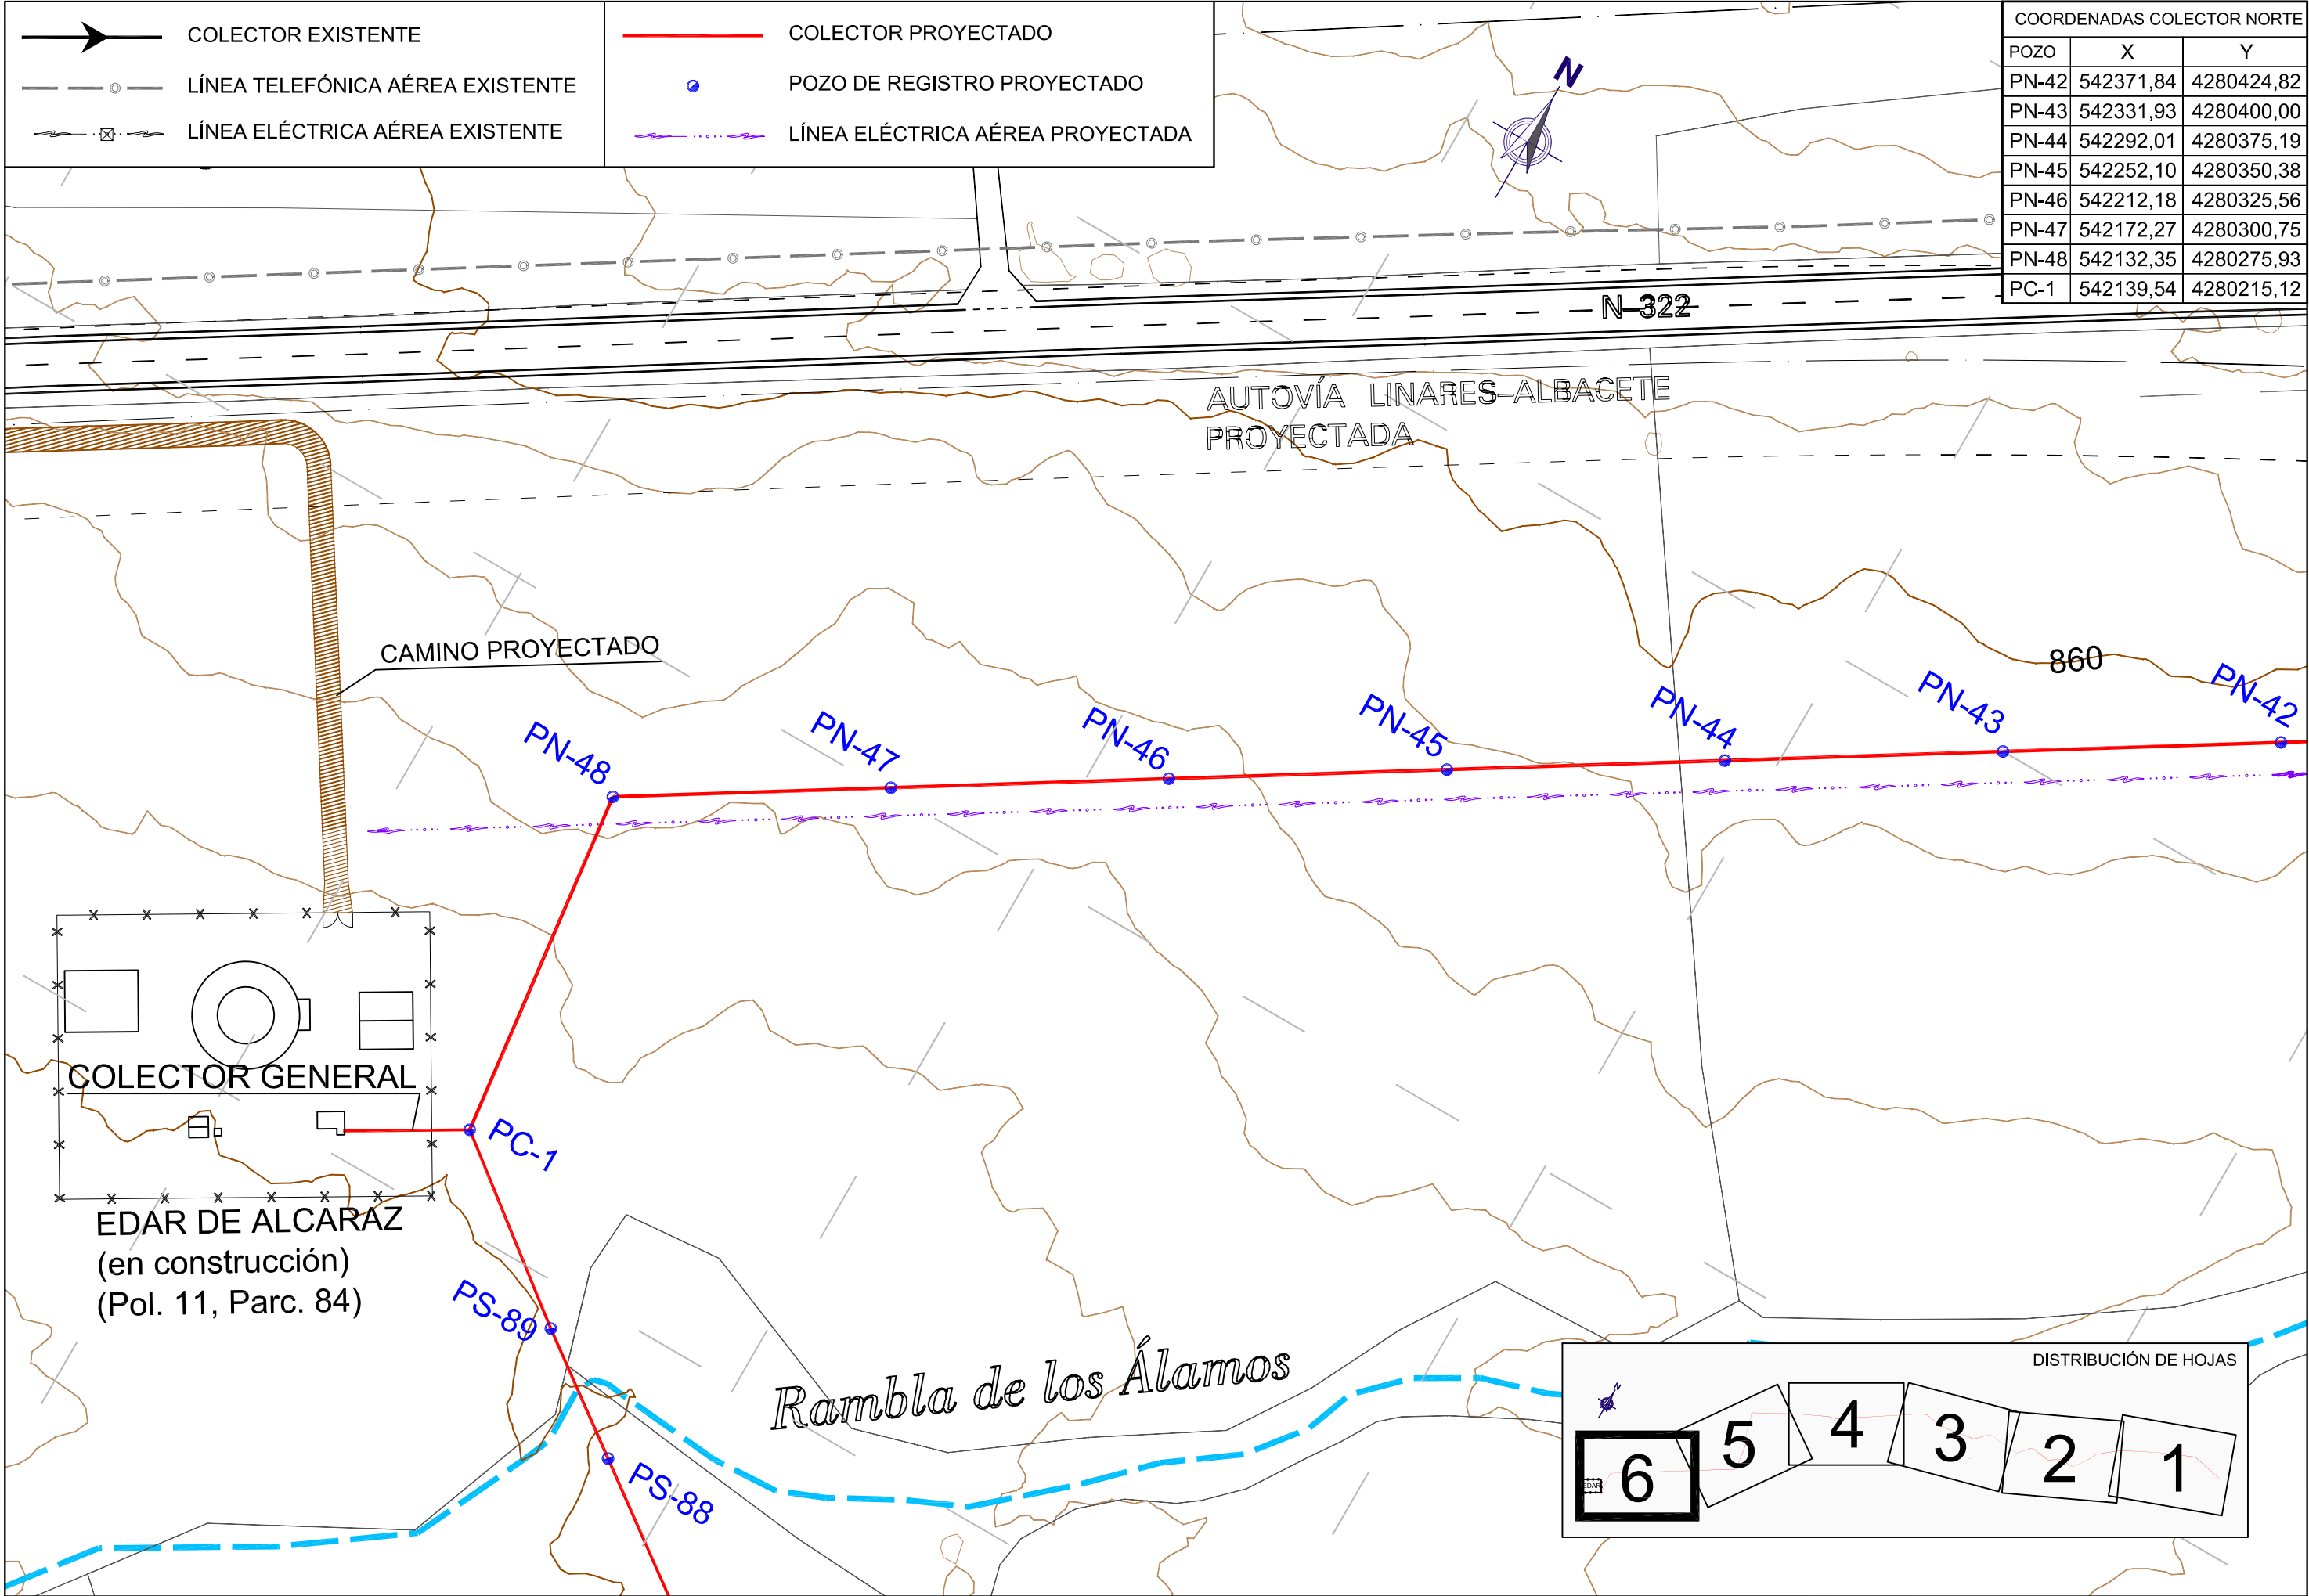 COLECTOR EXISTENTE
LÍNEA TELEFÓNICA AÉREA EXISTENTE
LÍNEA ELÉCTRICA AÉREA EXISTENTE
COLECTOR PROYECTADO
POZO DE REGISTRO PROYECTADO
LÍNEA ELÉCTRICA AÉREA PROYECTADA
N
COORDENADAS COLECTOR NORTE
POZO X Y
PN-42 542371,84 4280424,82
PN-43 542331,93 4280400,00
PN-44 542292,01 4280375,19
PN-45 542252,10 4280350,38
PN-46 542212,18 4280325,56
PN-47 542172,27 4280300,75
PN-48 542132,35 4280275,93
PC-1 542139,54 4280215,12
N-322
AUTOVÍA LINARES-ALBACETE
PROYECTADA
CAMINO PROYECTADO
860
PN-48
PN-47
PN-46
PN-45
PN-44
PN-43
PN-42
COLECTOR GENERAL
PC-1
EDAR DE ALCARAZ
(en construcción)
(Pol. 11, Parc. 84)
PS-89
PS-88
Rambla de los Álamos
DISTRIBUCIÓN DE HOJAS
N
6
5
4
3
2
1
EDAR